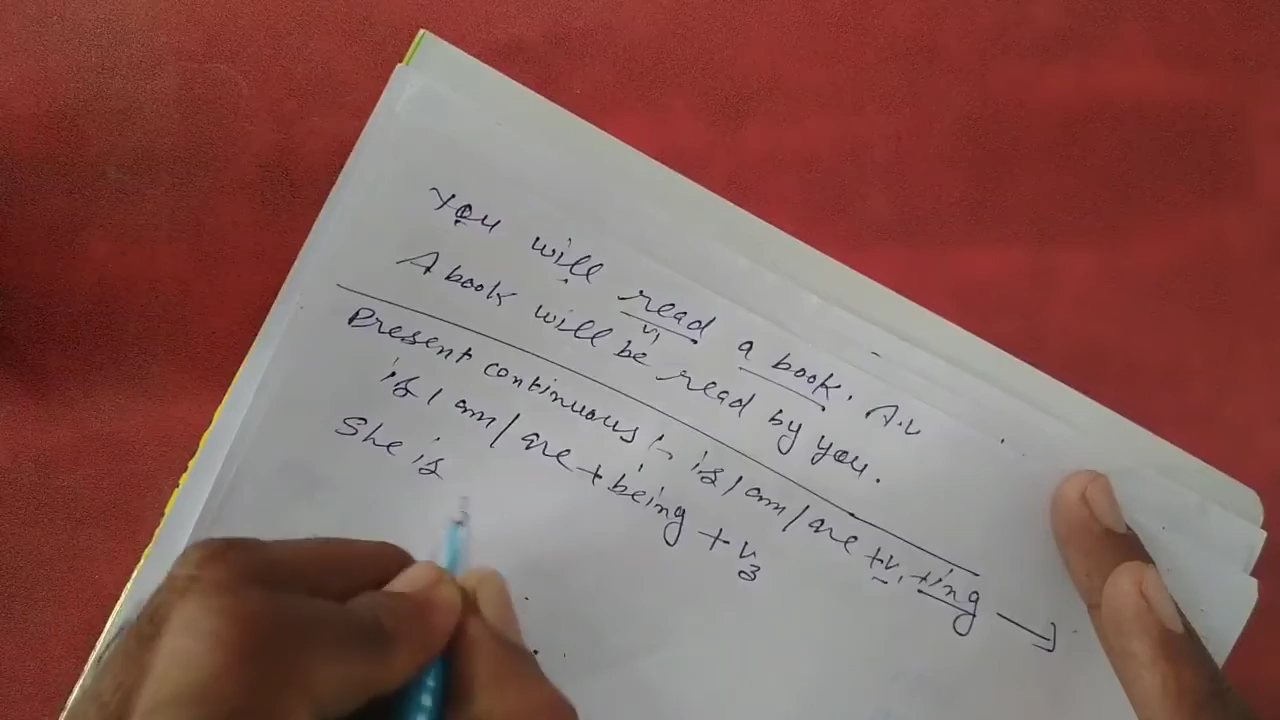 You will read a book. A.V
V1
A book will be read by you.
Present continuous :- is / am / are + V1 + ing →
is / am / are + being + V3
She is